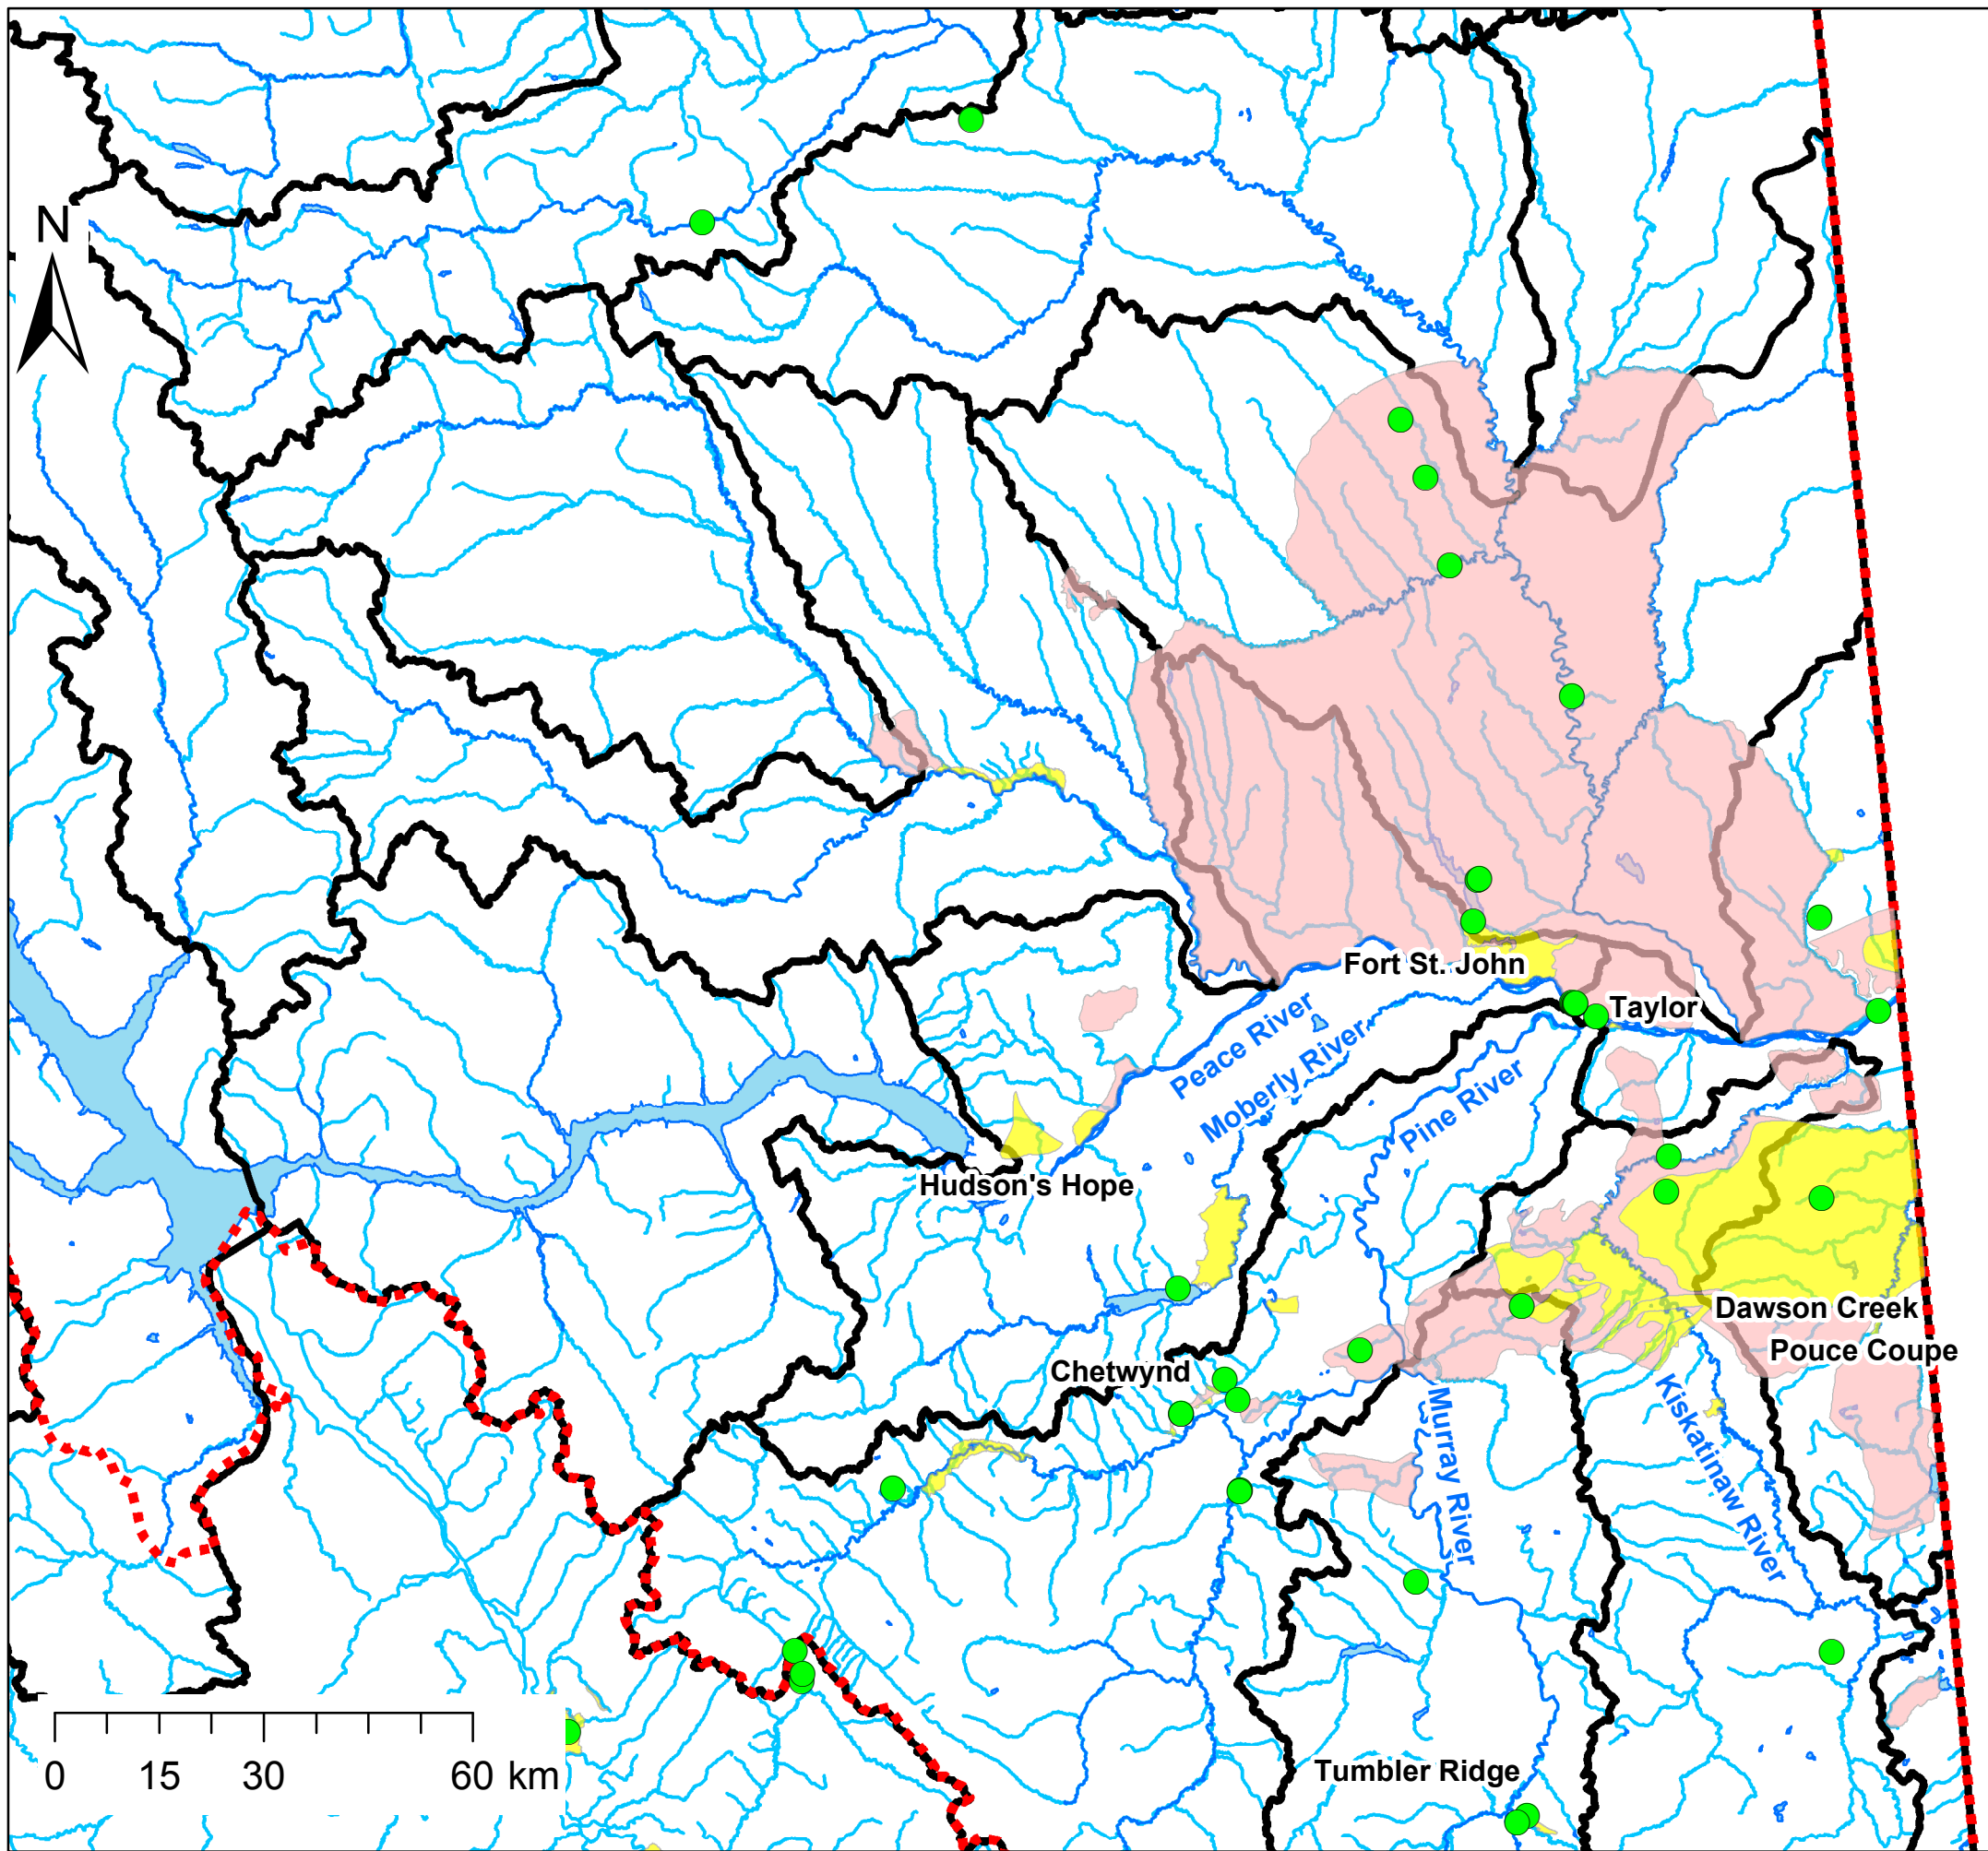 N
Fort St. John
Taylor
Peace River
Moberly River
Pine River
Hudson's Hope
Dawson Creek
Pouce Coupe
Chetwynd
Murray River
Kiskatinaw River
Tumbler Ridge
0 15 30 60 km